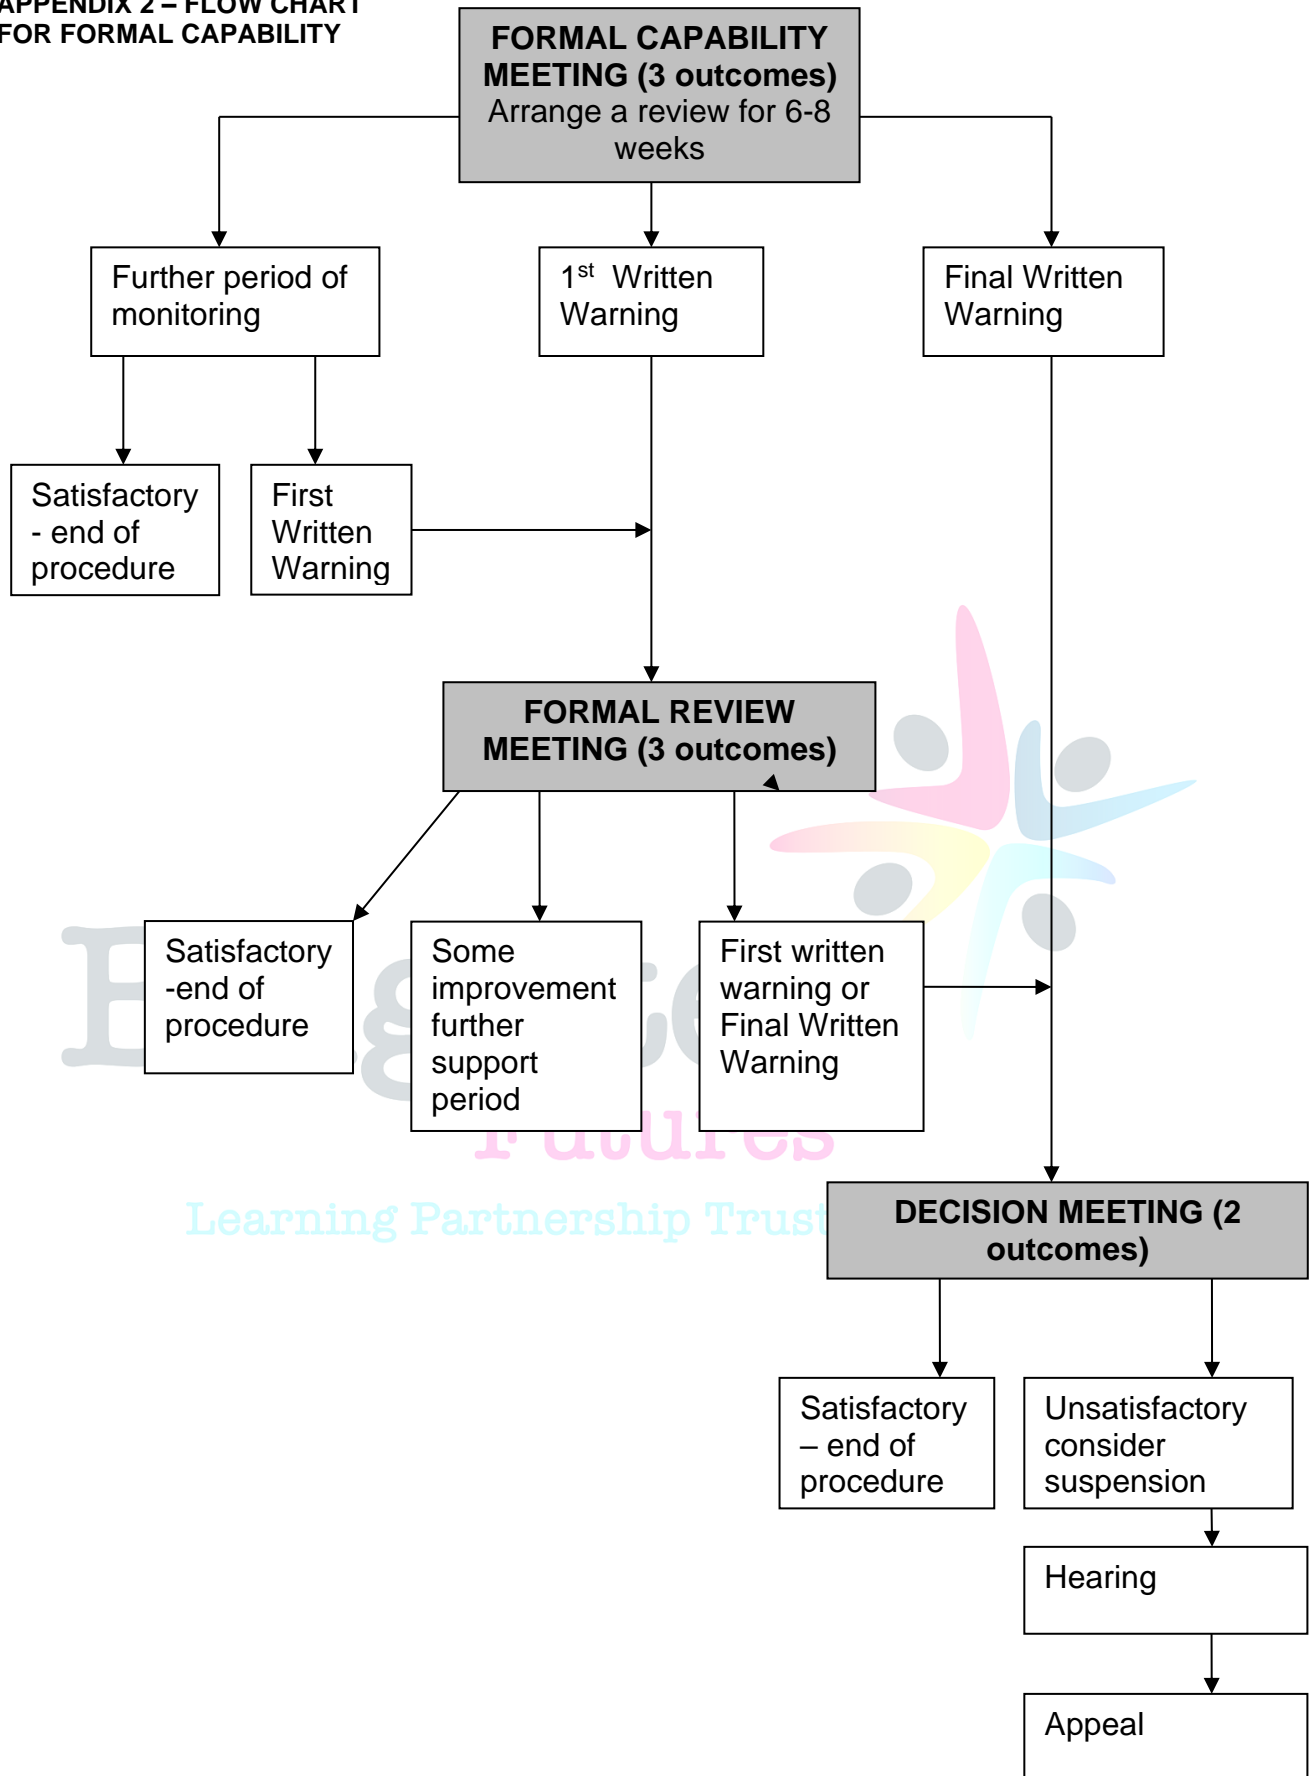 APPENDIX 2 – FLOW CHART
FOR FORMAL CAPABILITY
FORMAL CAPABILITY
MEETING (3 outcomes)
Arrange a review for 6-8
weeks
Further period of
monitoring
1st Written
Warning
Final Written
Warning
Satisfactory
- end of
procedure
First
Written
Warning
FORMAL REVIEW
MEETING (3 outcomes)
Satisfactory
-end of
procedure
Some
improvement
further
support
period
First written
warning or
Final Written
Warning
Futures
Learning Partnership Trust
DECISION MEETING (2
outcomes)
Satisfactory
– end of
procedure
Unsatisfactory
consider
suspension
Hearing
Appeal